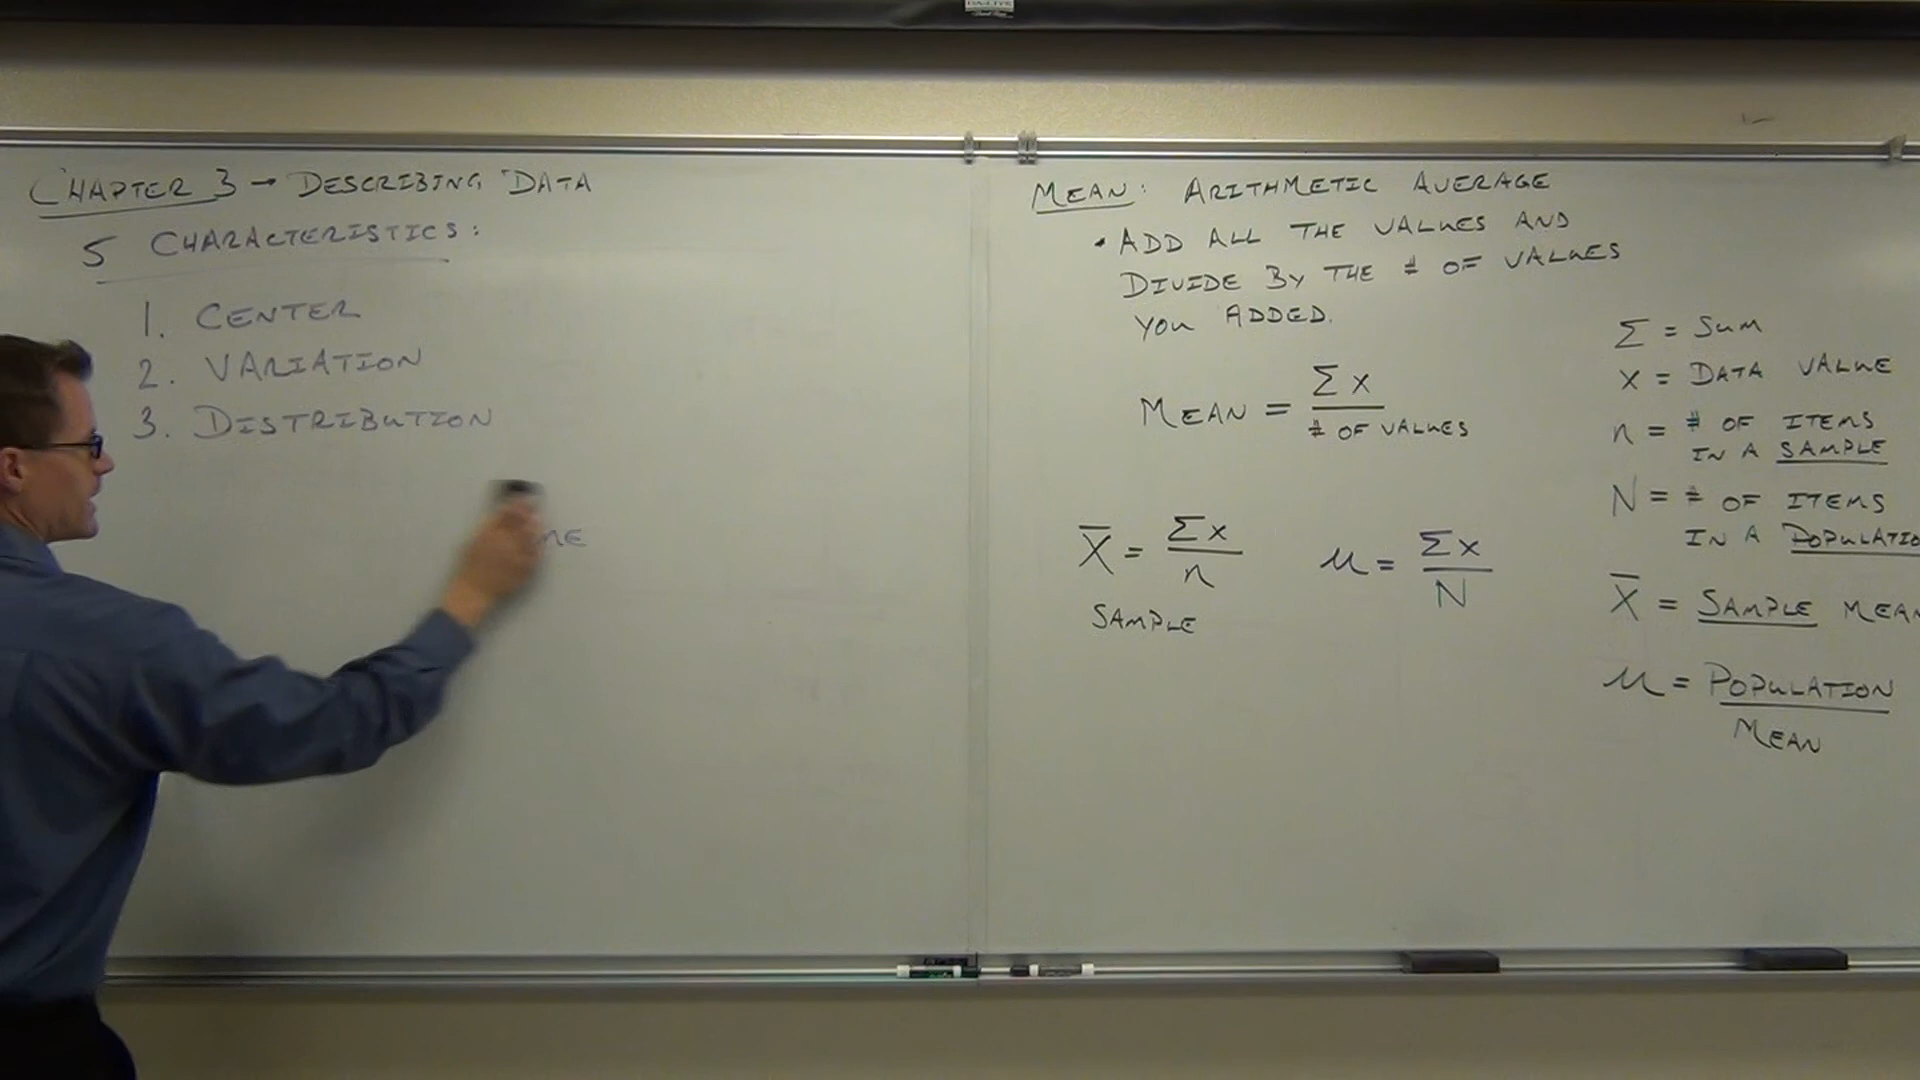 CHAPTER 3 → DESCRIBING DATA
5 CHARACTERISTICS:
1. CENTER
2. VARIATION
3. DISTRIBUTION
ME
MEAN: ARITHMETIC AVERAGE
• ADD ALL THE VALUES AND
DIVIDE BY THE # OF VALUES
YOU ADDED.
MEAN = Σx / # OF VALUES
X̄ = Σx / n
SAMPLE
μ = Σx / N
Σ = SUM
X = DATA VALUE
n = # OF ITEMS
IN A SAMPLE
N = # OF ITEMS
IN A POPULATIO
X̄ = SAMPLE MEAN
μ = POPULATION
MEAN